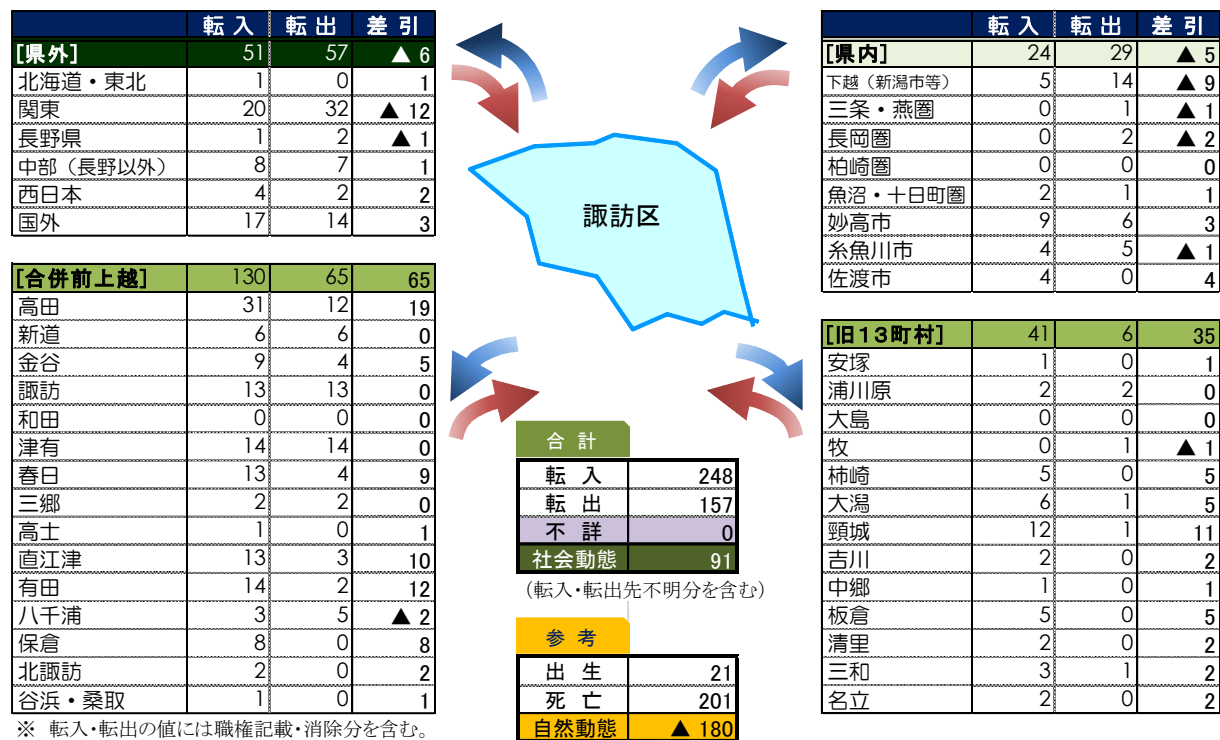 転入 転出 差引
[県外] 51 57 ▲ 6
北海道・東北 1 0 1
関東 20 32 ▲ 12
長野県 1 2 ▲ 1
中部（長野以外） 8 7 1
西日本 4 2 2
国外 17 14 3
[合併前上越] 130 65 65
高田 31 12 19
新道 6 6 0
金谷 9 4 5
諏訪 13 13 0
和田 0 0 0
津有 14 14 0
春日 13 4 9
三郷 2 2 0
高士 1 0 1
直江津 13 3 10
有田 14 2 12
八千浦 3 5 ▲ 2
保倉 8 0 8
北諏訪 2 0 2
谷浜・桑取 1 0 1
※ 転入・転出の値には職権記載・消除分を含む。
諏訪区
合計
転入 248
転出 157
不詳 0
社会動態 91
（転入・転出先不明分を含む）
参考
出生 21
死亡 201
自然動態 ▲ 180
転入 転出 差引
[県内] 24 29 ▲ 5
下越（新潟市等） 5 14 ▲ 9
三条・燕圏 0 1 ▲ 1
長岡圏 0 2 ▲ 2
柏崎圏 0 0 0
魚沼・十日町圏 2 1 1
妙高市 9 6 3
糸魚川市 4 5 ▲ 1
佐渡市 4 0 4
[旧13町村] 41 6 35
安塚 1 0 1
浦川原 2 2 0
大島 0 0 0
牧 0 1 ▲ 1
柿崎 5 0 5
大潟 6 1 5
頸城 12 1 11
吉川 2 0 2
中郷 1 0 1
板倉 5 0 5
清里 2 0 2
三和 3 1 2
名立 2 0 2